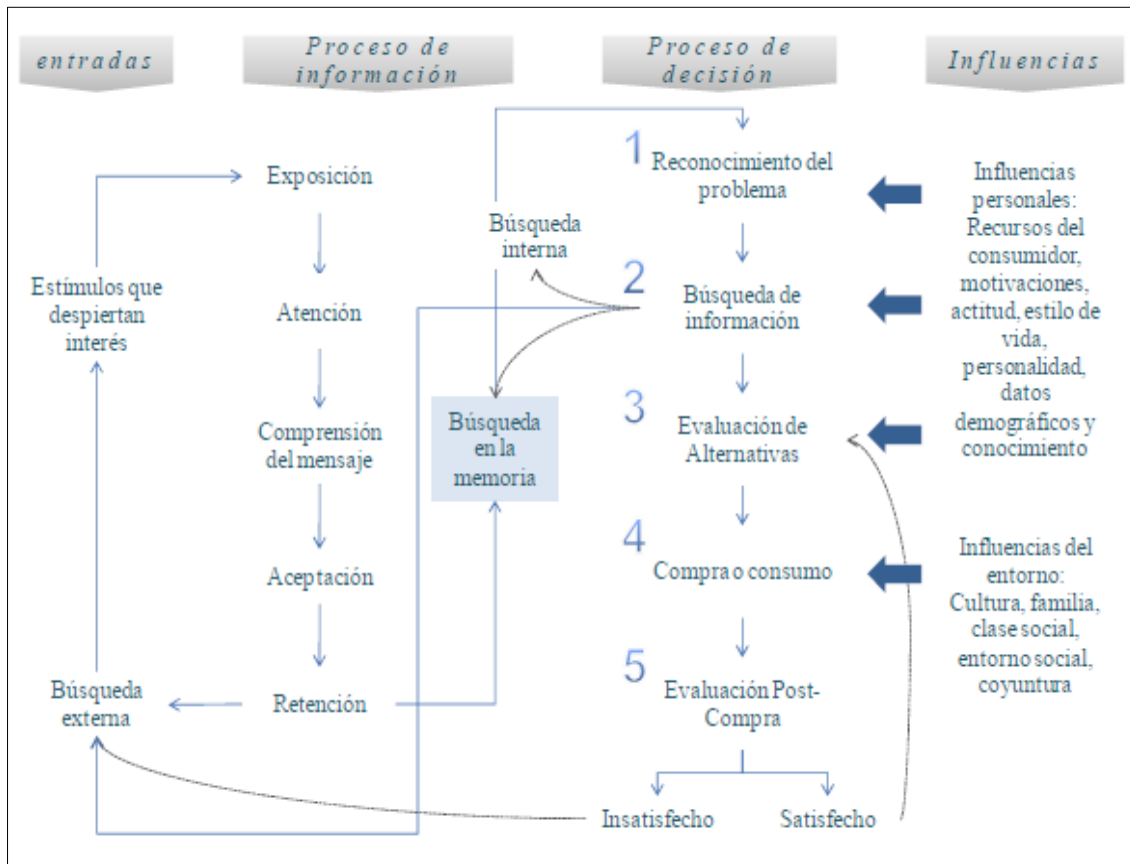 entradas
Proceso de
información
Proceso de
decisión
Influencias
Exposición
Atención
Comprensión
del mensaje
Aceptación
Retención
Estímulos que
despiertan
interés
Búsqueda
externa
Búsqueda
interna
Búsqueda
en la
memoria
1
Reconocimiento del
problema
2
Búsqueda de
información
3
Evaluación de
Alternativas
4
Compra o consumo
5
Evaluación Post-
Compra
Insatisfecho
Satisfecho
Influencias
personales:
Recursos del
consumidor,
motivaciones,
actitud, estilo de
vida,
personalidad,
datos
demográficos y
conocimiento
Influencias del
entorno:
Cultura, familia,
clase social,
entorno social,
coyuntura